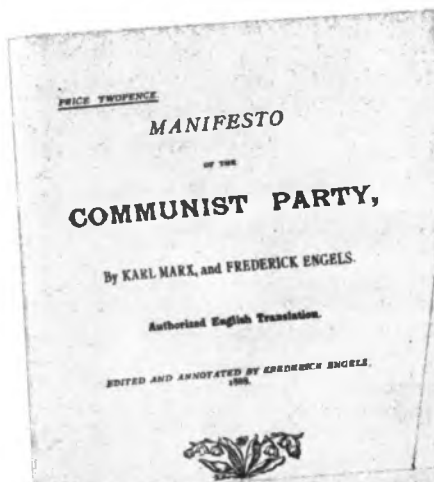 PRICE TWOPENCE
MANIFESTO
OF THE
COMMUNIST PARTY,
By KARL MARX, and FREDERICK ENGELS.
Authorized English Translation.
EDITED AND ANNOTATED BY FREDERICK ENGELS,
1888.